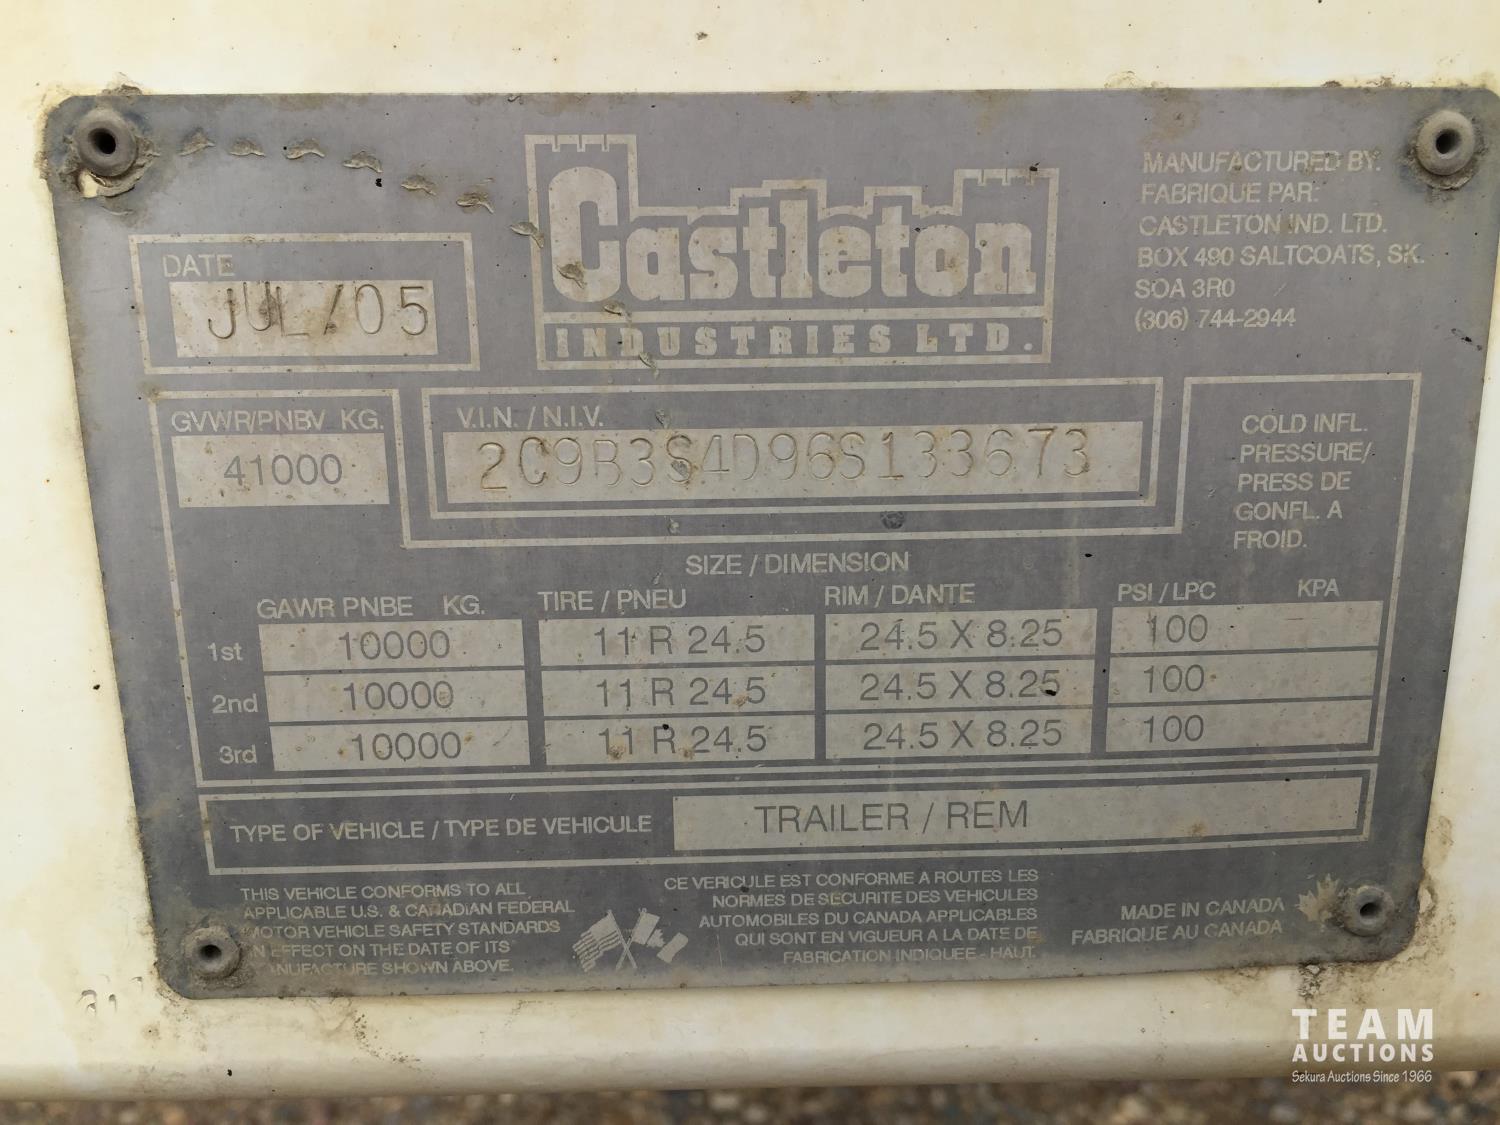 Castleton
INDUSTRIES LTD.
MANUFACTURED BY.
FABRIQUE PAR:
CASTLETON IND. LTD.
BOX 490 SALTCOATS, SK.
SOA 3R0
(306) 744-2944
DATE
JUL/05
GVWR/PNBV KG.
41000
V.I.N. / N.I.V.
2C9B3S4D96S133673
COLD INFL.
PRESSURE/
PRESS DE
GONFL. A
FROID.
SIZE / DIMENSION
GAWR PNBE KG. TIRE / PNEU RIM / DANTE PSI / LPC KPA
1st 10000 11 R 24.5 24.5 X 8.25 100
2nd 10000 11 R 24.5 24.5 X 8.25 100
3rd 10000 11 R 24.5 24.5 X 8.25 100
TYPE OF VEHICLE / TYPE DE VEHICULE TRAILER / REM
THIS VEHICLE CONFORMS TO ALL
APPLICABLE U.S. & CANADIAN FEDERAL
MOTOR VEHICLE SAFETY STANDARDS
IN EFFECT ON THE DATE OF ITS
MANUFACTURE SHOWN ABOVE.
CE VERICULE EST CONFORME A ROUTES LES
NORMES DE SECURITE DES VEHICULES
AUTOMOBILES DU CANADA APPLICABLES
QUI SONT EN VIGUEUR A LA DATE DE
FABRICATION INDIQUEE - HAUT.
MADE IN CANADA
FABRIQUE AU CANADA
TEAM
AUCTIONS
Sekura Auctions Since 1966